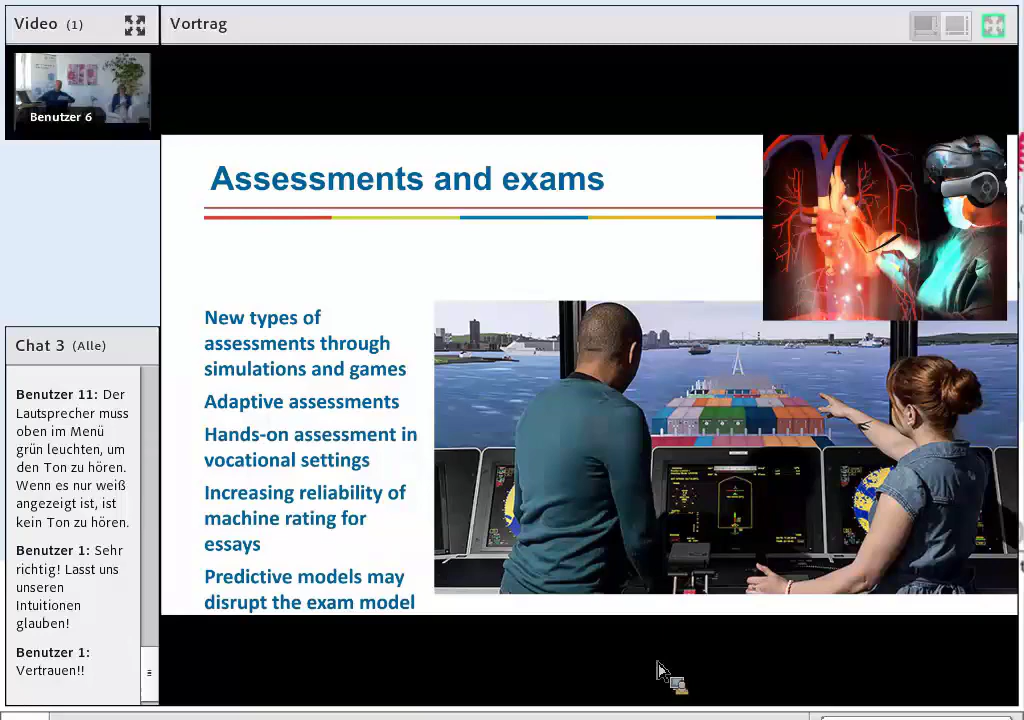 Video (1)
Vortrag
Benutzer 6
Assessments and exams
New types of
assessments through
simulations and games
Adaptive assessments
Hands-on assessment in
vocational settings
Increasing reliability of
machine rating for
essays
Predictive models may
disrupt the exam model
Chat 3 (Alle)
Benutzer 11: Der
Lautsprecher muss
oben im Menü
grün leuchten, um
den Ton zu hören.
Wenn es nur weiß
angezeigt ist, ist
kein Ton zu hören.
Benutzer 1: Sehr
richtig! Lasst uns
unseren
Intuitionen
glauben!
Benutzer 1:
Vertrauen!!